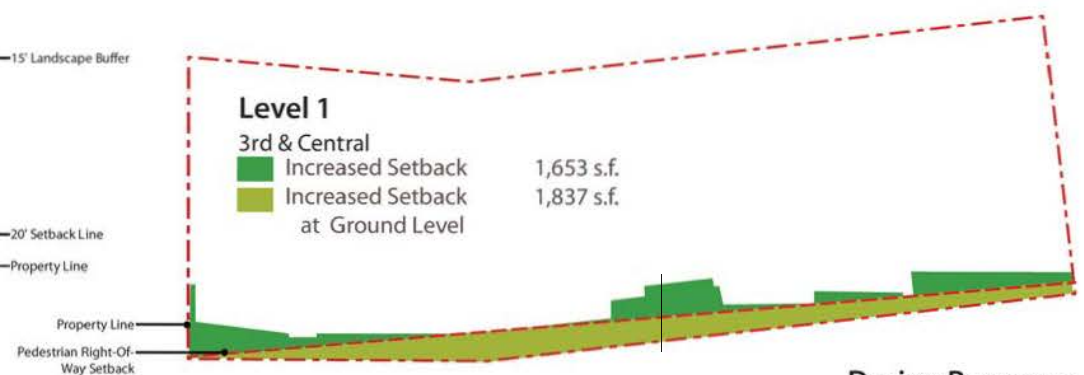 15' Landscape Buffer
Level 1
3rd & Central
Increased Setback 1,653 s.f.
Increased Setback 1,837 s.f.
at Ground Level
20' Setback Line
Property Line
Property Line
Pedestrian Right-Of-
Way Setback